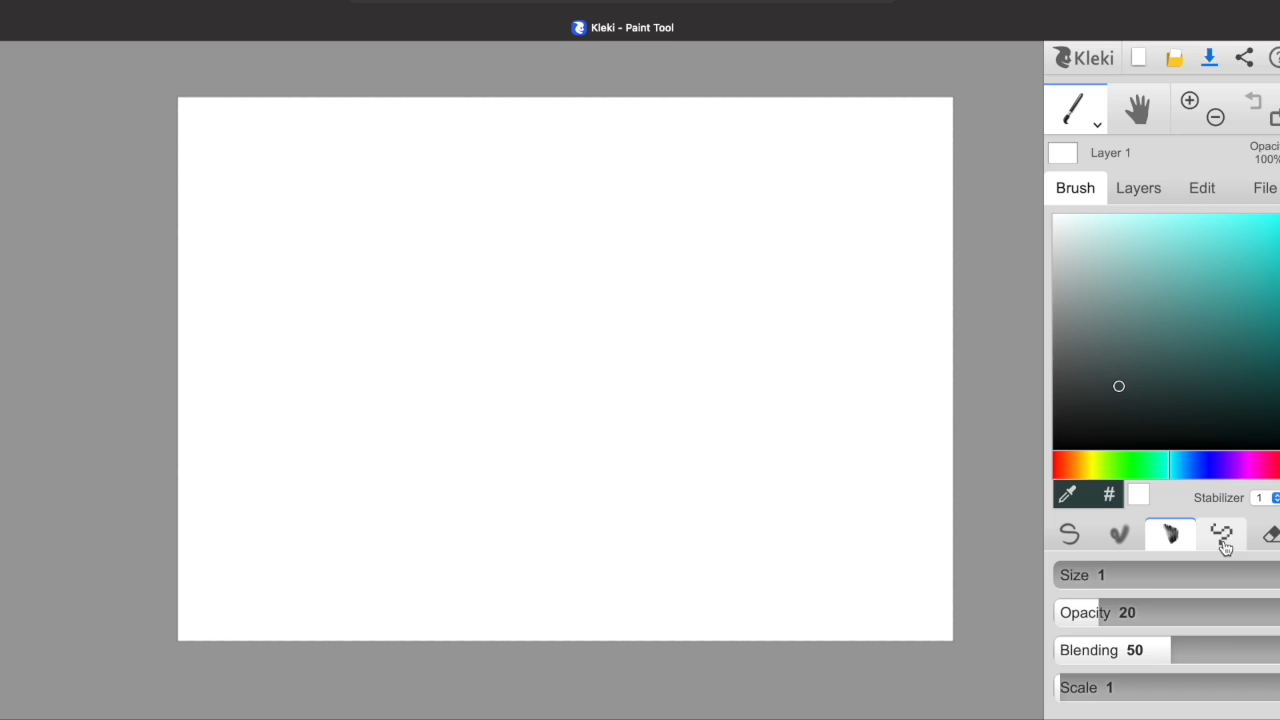 Kleki - Paint Tool
Kleki
Layer 1
100%
Brush Layers Edit File
# Stabilizer 1
Size 1
Opacity 20
Blending 50
Scale 1